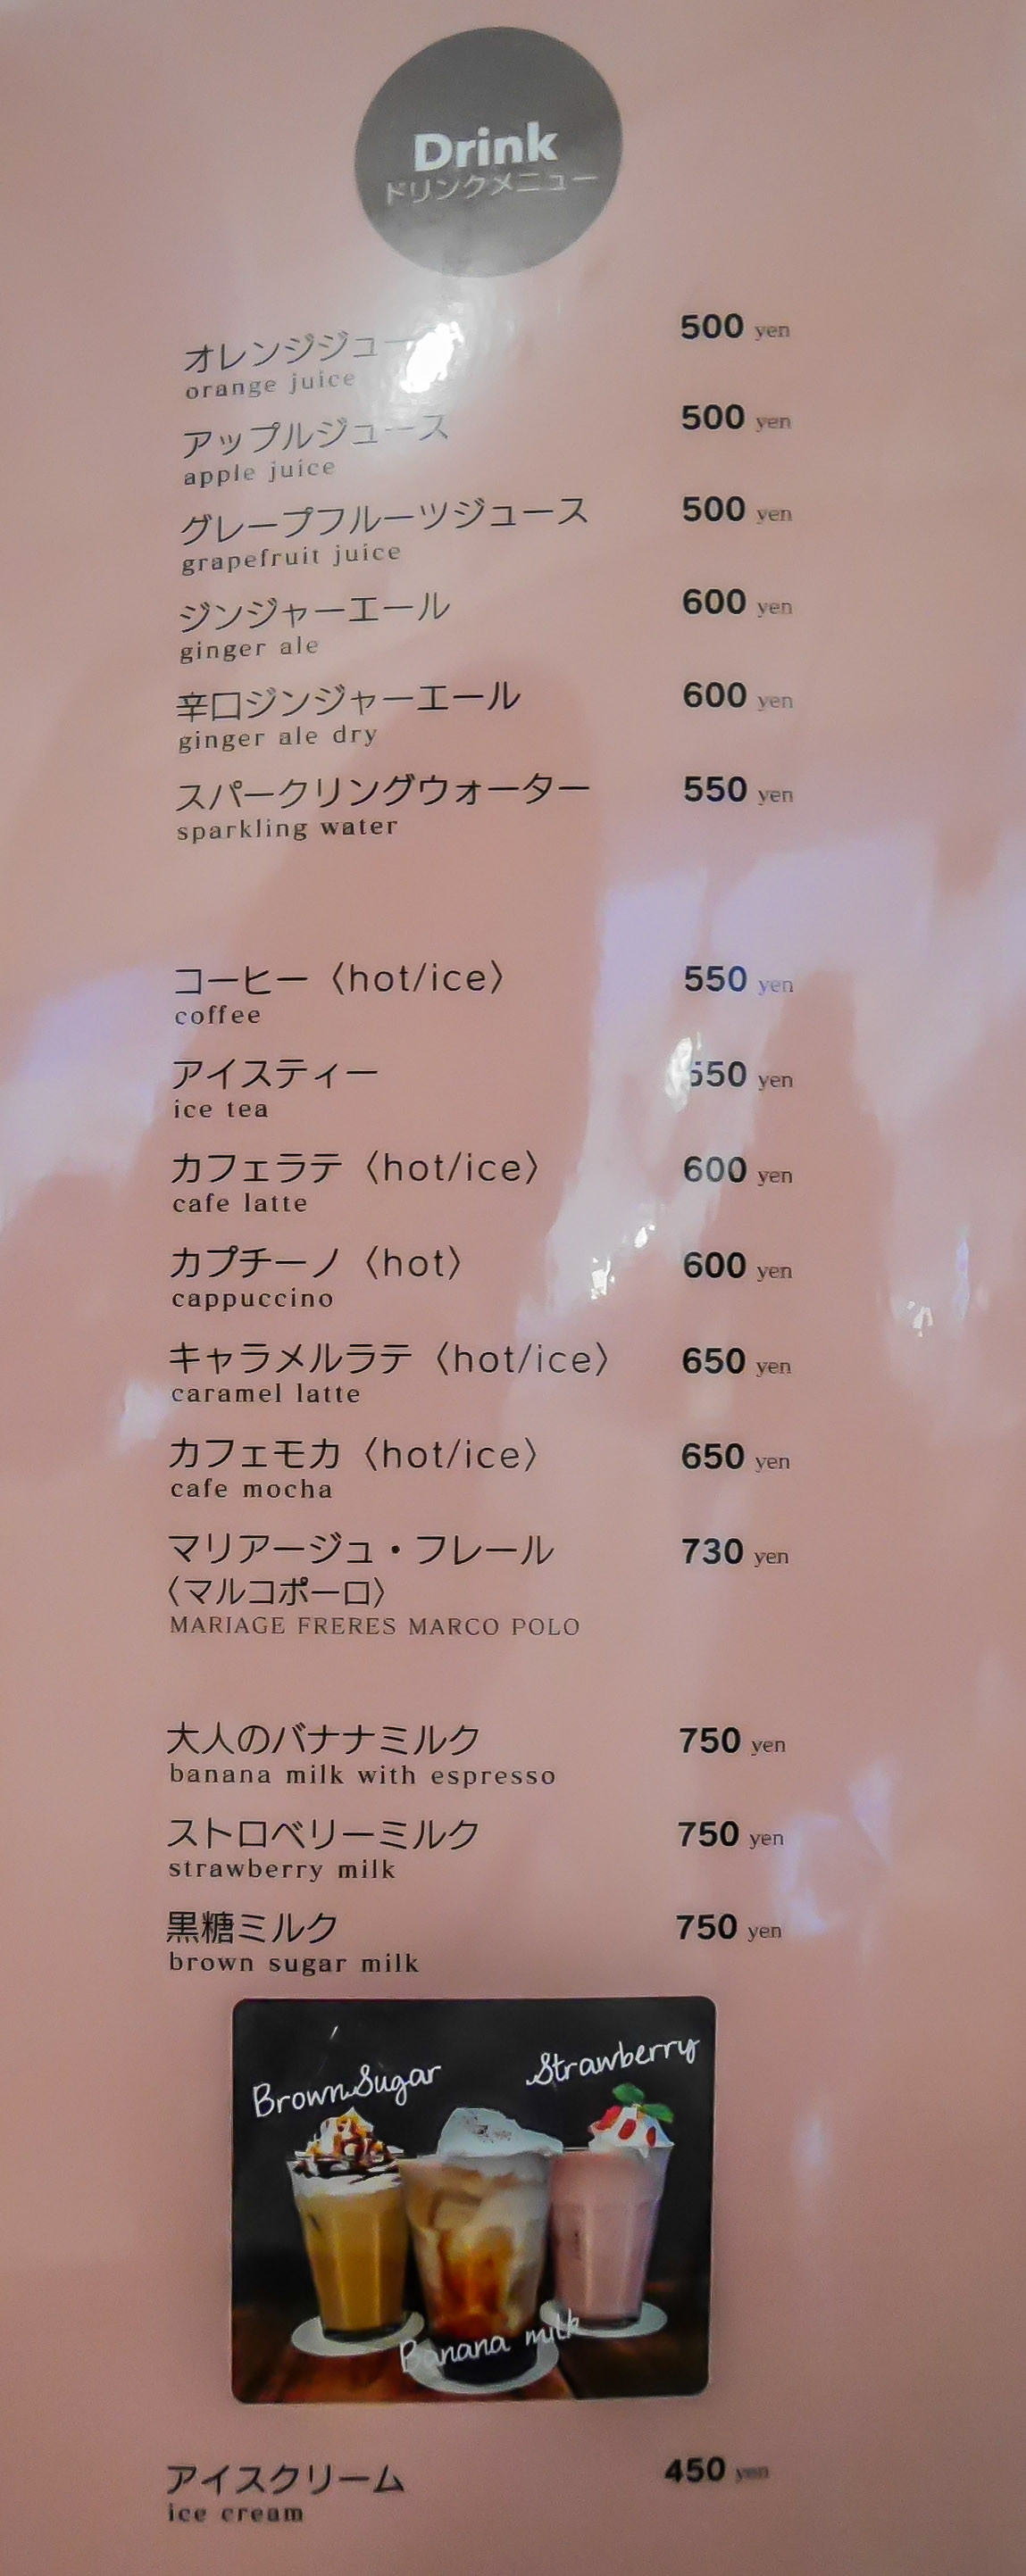 Drink
ドリンクメニュー
オレンジジュー 500 yen
orange juice
アップルジュース 500 yen
apple juice
グレープフルーツジュース 500 yen
grapefruit juice
ジンジャーエール 600 yen
ginger ale
辛口ジンジャーエール 600 yen
ginger ale dry
スパークリングウォーター 550 yen
sparkling water
コーヒー〈hot/ice〉 550 yen
coffee
アイスティー 550 yen
ice tea
カフェラテ〈hot/ice〉 600 yen
cafe latte
カプチーノ〈hot〉 600 yen
cappuccino
キャラメルラテ〈hot/ice〉 650 yen
caramel latte
カフェモカ〈hot/ice〉 650 yen
cafe mocha
マリアージュ・フレール 730 yen
〈マルコポーロ〉
MARIAGE FRERES MARCO POLO
大人のバナナミルク 750 yen
banana milk with espresso
ストロベリーミルク 750 yen
strawberry milk
黒糖ミルク 750 yen
brown sugar milk
Brown Sugar
Strawberry
Banana milk
アイスクリーム 450 yen
ice cream